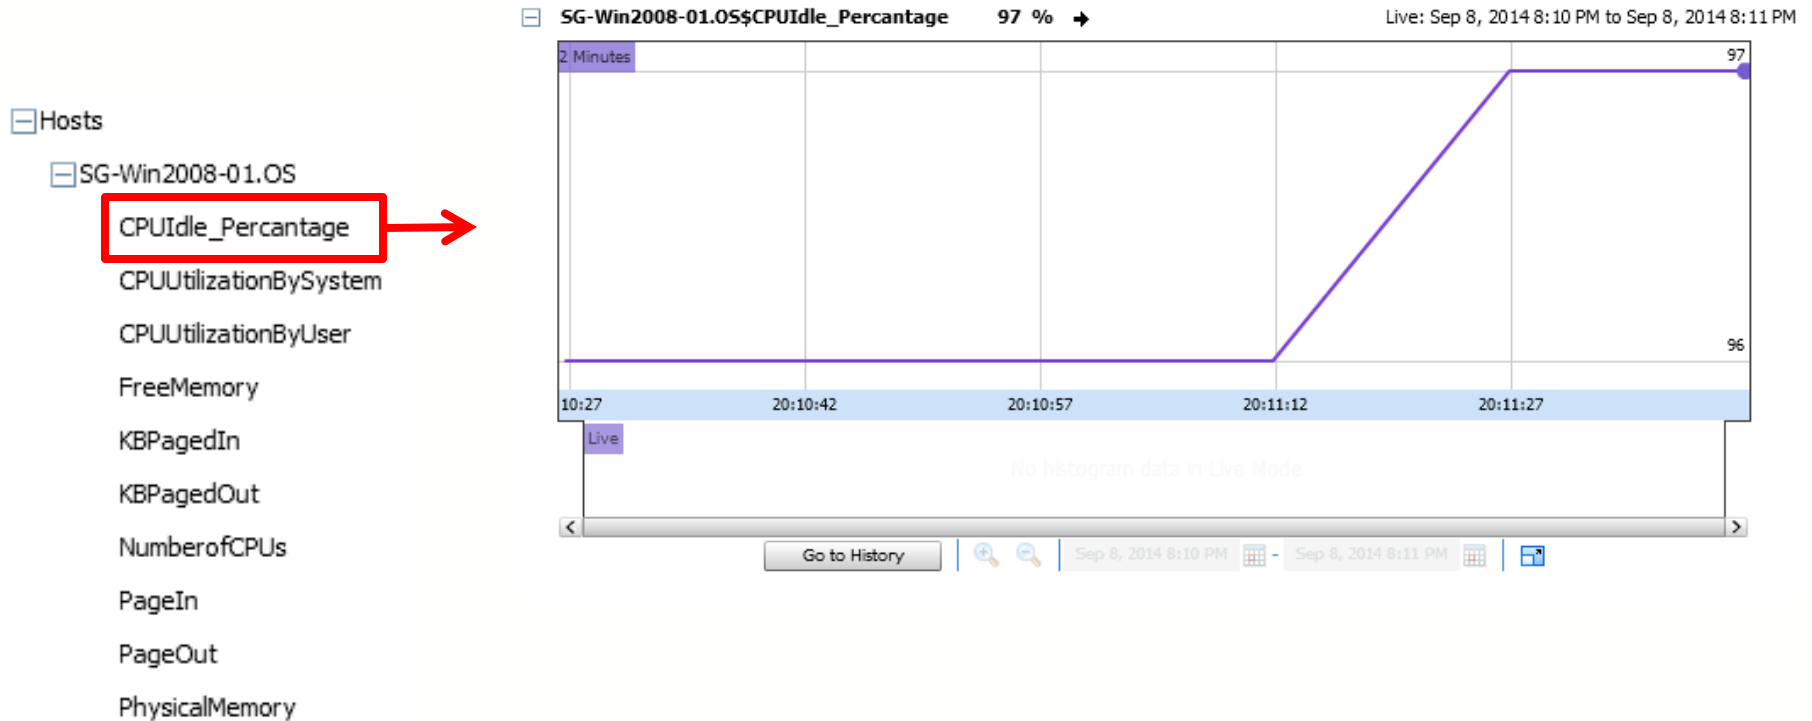 SG-Win2008-01.OS$CPUIdle_Percantage 97 % Live: Sep 8, 2014 8:10 PM to Sep 8, 2014 8:11 PM
2 Minutes
97
96
10:27 20:10:42 20:10:57 20:11:12 20:11:27
Live
No histogram data in Live Mode
Go to History Sep 8, 2014 8:10 PM - Sep 8, 2014 8:11 PM
Hosts
SG-Win2008-01.OS
CPUIdle_Percantage
CPUUtilizationBySystem
CPUUtilizationByUser
FreeMemory
KBPagedIn
KBPagedOut
NumberofCPUs
PageIn
PageOut
PhysicalMemory